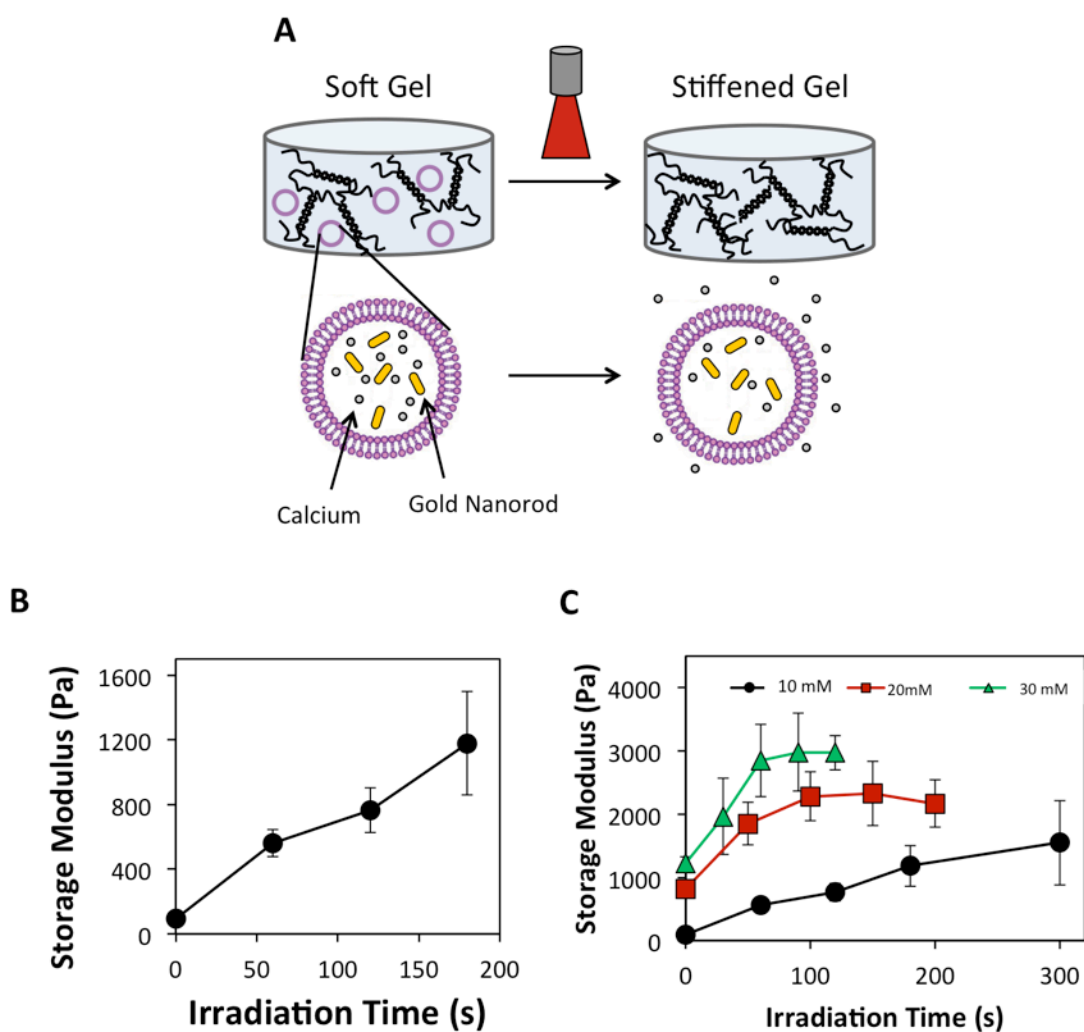 A
Soft Gel
Stiffened Gel
Calcium
Gold Nanorod
B
Storage Modulus (Pa)
1600
1200
800
400
0
0 50 100 150 200
Irradiation Time (s)
C
Storage Modulus (Pa)
4000
3000
2000
1000
0
10 mM 20mM 30 mM
0 100 200 300
Irradiation Time (s)